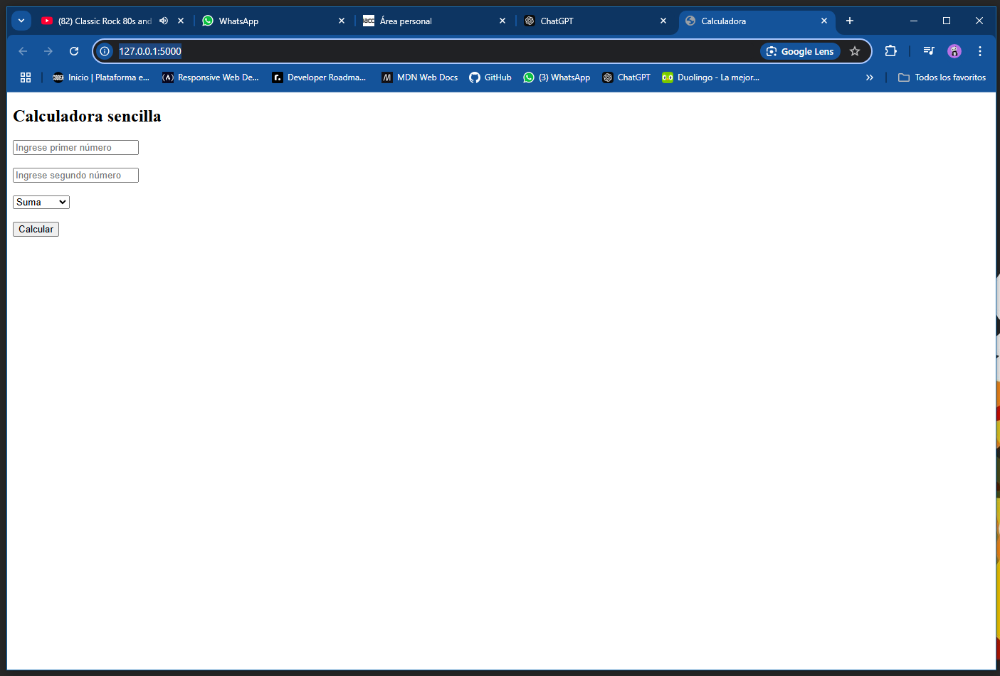 (82) Classic Rock 80s and
WhatsApp
iacc
Área personal
ChatGPT
Calculadora
127.0.0.1:5000
Google Lens
CODER
Inicio | Plataforma e...
Responsive Web De...
r.
Developer Roadma...
MDN Web Docs
GitHub
(3) WhatsApp
ChatGPT
Duolingo - La mejor...
Todos los favoritos
Calculadora sencilla
Ingrese primer número
Ingrese segundo número
Suma
Calcular